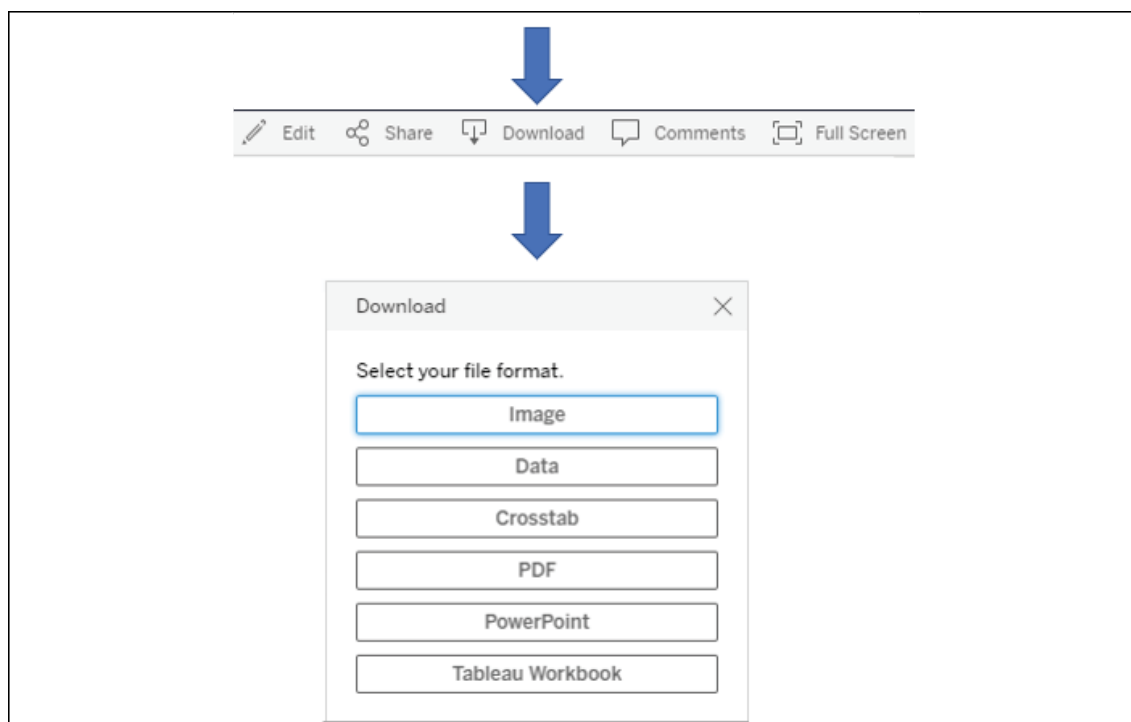 Edit Share Download Comments Full Screen
Download
Select your file format.
Image
Data
Crosstab
PDF
PowerPoint
Tableau Workbook